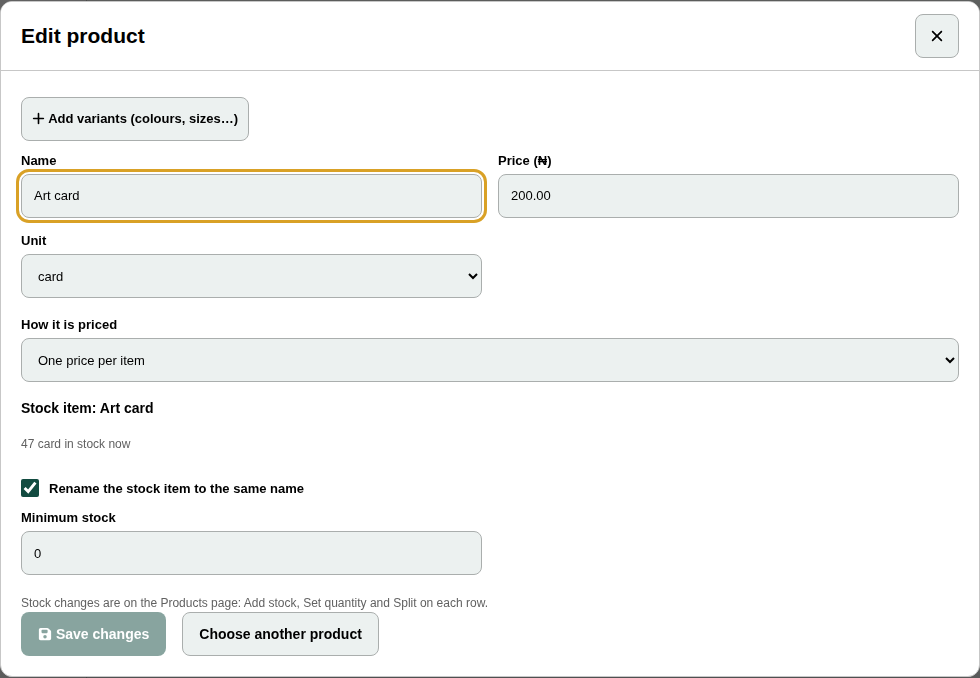 Edit product
Add variants (colours, sizes…)
Name
Price (₦)
Art card
200.00
Unit
card
How it is priced
One price per item
Stock item: Art card
47 card in stock now
Rename the stock item to the same name
Minimum stock
0
Stock changes are on the Products page: Add stock, Set quantity and Split on each row.
Save changes
Choose another product